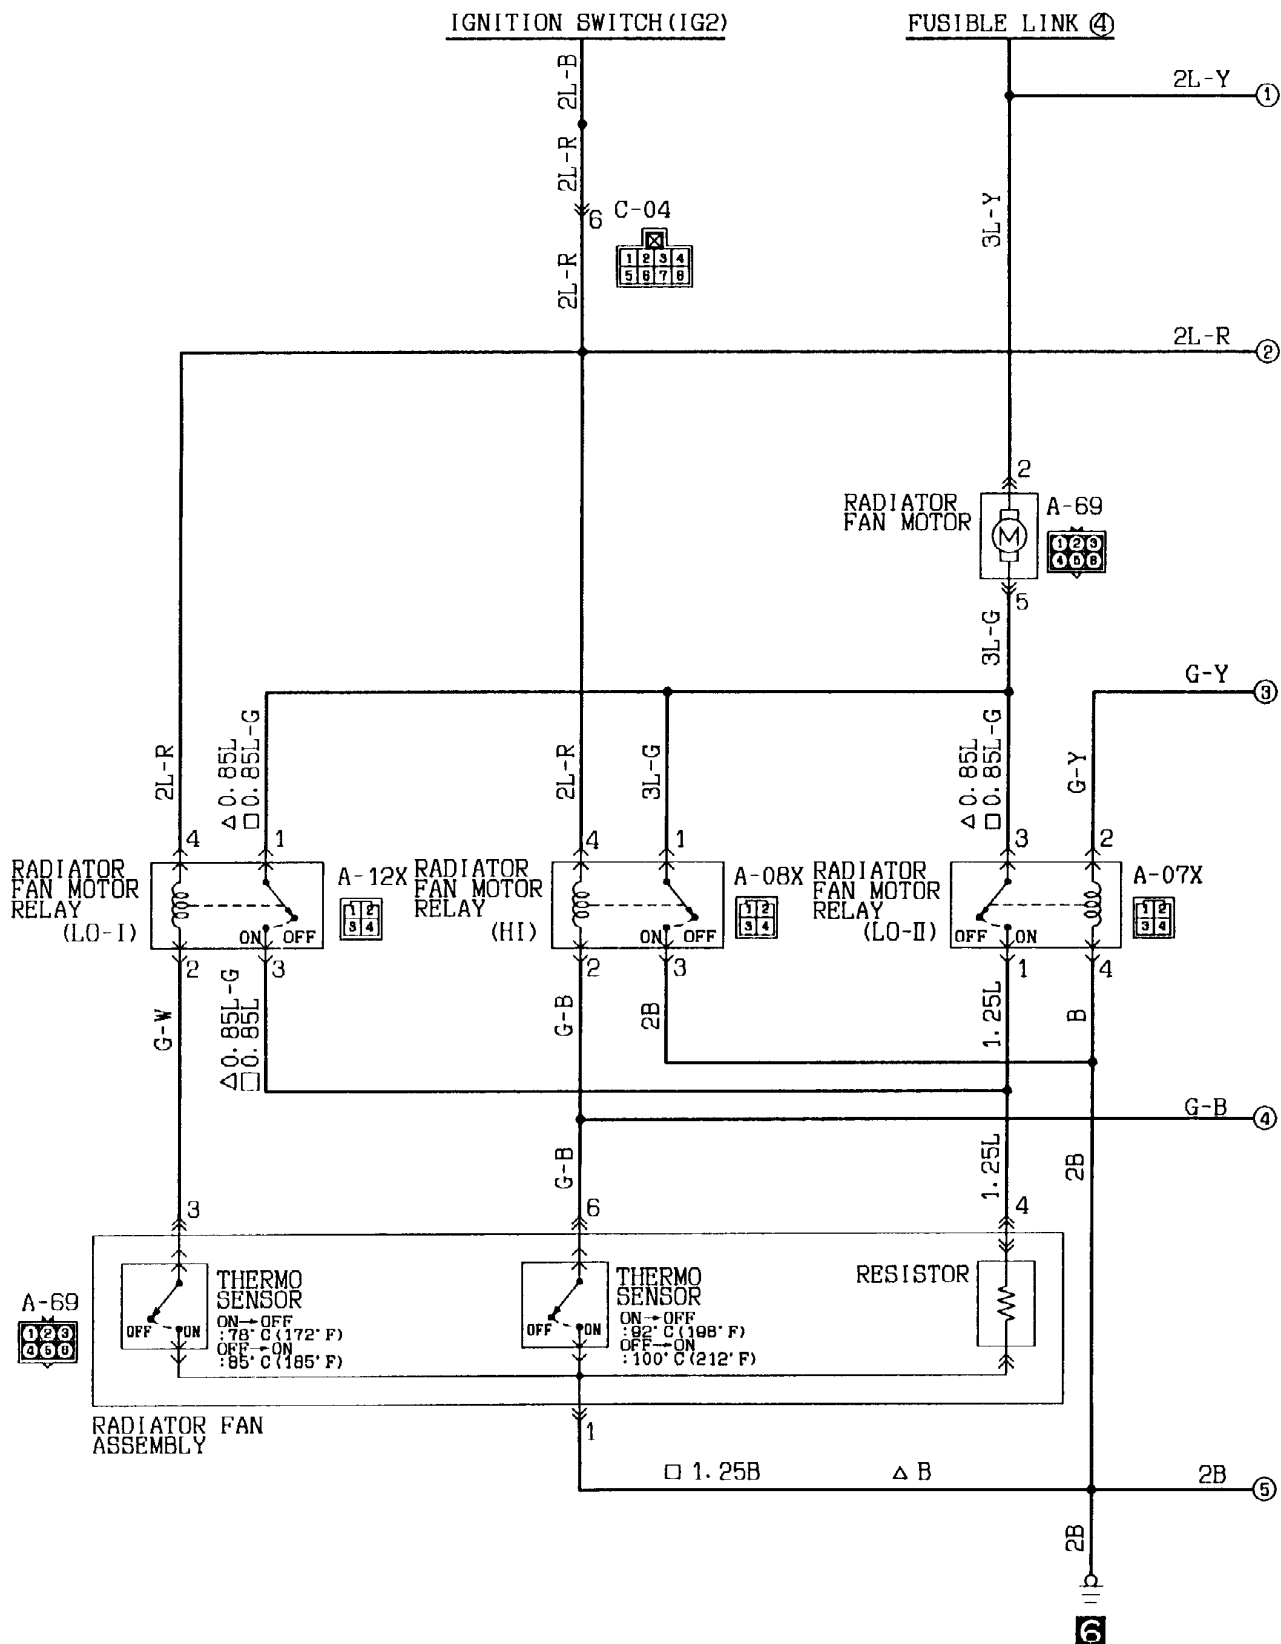 IGNITION SWITCH(IG2)
FUSIBLE LINK ④
2L-B
2L-Y
①
2L-R
6
C-04
1 2 3 4
5 6 7 8
3L-Y
2L-R
2L-R
②
2
RADIATOR
FAN MOTOR
M
A-69
1 2 3
4 5 6
5
3L-G
G-Y
③
2L-R
△0.85L
□0.85L-G
2L-R
3L-G
△0.85L
□0.85L-G
G-Y
4
1
4
1
3
2
RADIATOR
FAN MOTOR
RELAY
(LO-I)
ON OFF
A-12X
1 2
3 4
RADIATOR
FAN MOTOR
RELAY
(HI)
ON OFF
A-08X
1 2
3 4
RADIATOR
FAN MOTOR
RELAY
(LO-II)
OFF ON
A-07X
1 2
3 4
2
3
2
3
1
4
G-W
△0.85L-G
□0.85L
G-B
2B
1.25L
B
G-B
④
G-B
1.25L
2B
3
6
4
A-69
1 2 3
4 5 6
OFF ON
THERMO
SENSOR
ON→OFF
:78°C(172°F)
OFF→ON
:85°C(185°F)
OFF ON
THERMO
SENSOR
ON→OFF
:92°C(198°F)
OFF→ON
:100°C(212°F)
RESISTOR
RADIATOR FAN
ASSEMBLY
1
□ 1.25B
△ B
2B
⑤
2B
6